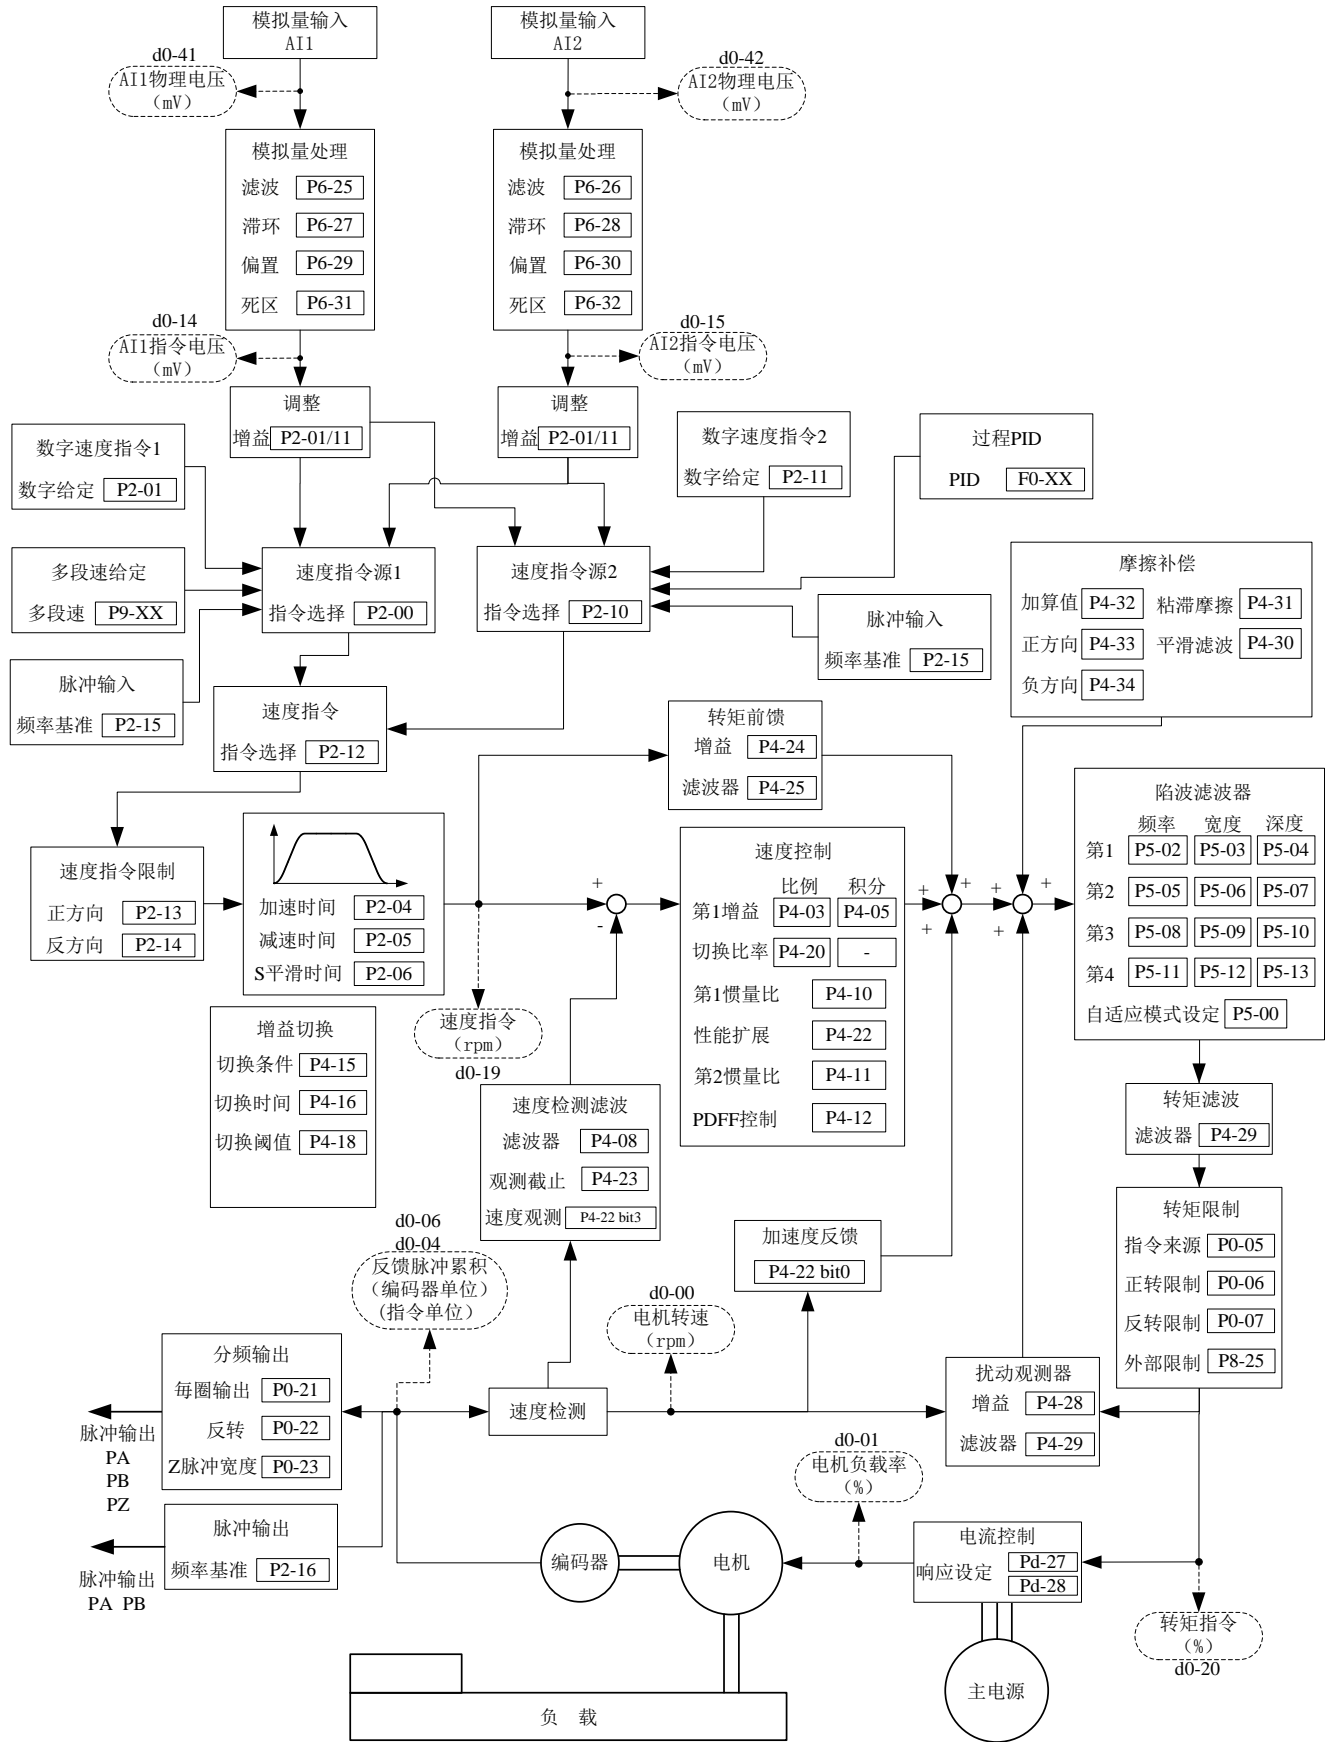 模拟量输入
AI1
模拟量输入
AI2
d0-41
AI1物理电压
（mV）
d0-42
AI2物理电压
（mV）
模拟量处理
滤波 P6-25
滞环 P6-27
偏置 P6-29
死区 P6-31
模拟量处理
滤波 P6-26
滞环 P6-28
偏置 P6-30
死区 P6-32
d0-14
AI1指令电压
（mV）
d0-15
AI2指令电压
（mV）
调整
增益 P2-01/11
调整
增益 P2-01/11
数字速度指令1
数字给定 P2-01
数字速度指令2
数字给定 P2-11
过程PID
PID F0-XX
多段速给定
多段速 P9-XX
速度指令源1
指令选择 P2-00
速度指令源2
指令选择 P2-10
脉冲输入
频率基准 P2-15
脉冲输入
频率基准 P2-15
摩擦补偿
加算值 P4-32 粘滞摩擦 P4-31
正方向 P4-33 平滑滤波 P4-30
负方向 P4-34
速度指令
指令选择 P2-12
转矩前馈
增益 P4-24
滤波器 P4-25
速度指令限制
正方向 P2-13
反方向 P2-14
加速时间 P2-04
减速时间 P2-05
S平滑时间 P2-06
速度指令
（rpm）
d0-19
+
-
速度控制
比例 积分
第1增益 P4-03 P4-05
切换比率 P4-20 -
第1惯量比 P4-10
性能扩展 P4-22
第2惯量比 P4-11
PDFF控制 P4-12
+
+
+
+
+
+
陷波滤波器
频率 宽度 深度
第1 P5-02 P5-03 P5-04
第2 P5-05 P5-06 P5-07
第3 P5-08 P5-09 P5-10
第4 P5-11 P5-12 P5-13
自适应模式设定 P5-00
增益切换
切换条件 P4-15
切换时间 P4-16
切换阈值 P4-18
速度检测滤波
滤波器 P4-08
观测截止 P4-23
速度观测 P4-22 bit3
转矩滤波
滤波器 P4-29
转矩限制
指令来源 P0-05
正转限制 P0-06
反转限制 P0-07
外部限制 P8-25
d0-06
d0-04
反馈脉冲累积
（编码器单位）
(指令单位）
加速度反馈
P4-22 bit0
d0-00
电机转速
（rpm）
分频输出
每圈输出 P0-21
反转 P0-22
Z脉冲宽度 P0-23
脉冲输出
PA
PB
PZ
速度检测
扰动观测器
增益 P4-28
滤波器 P4-29
d0-01
电机负载率
（%）
脉冲输出
频率基准 P2-16
脉冲输出
PA PB
编码器
电机
电流控制
响应设定 Pd-27
Pd-28
转矩指令
（%）
d0-20
主电源
负 载